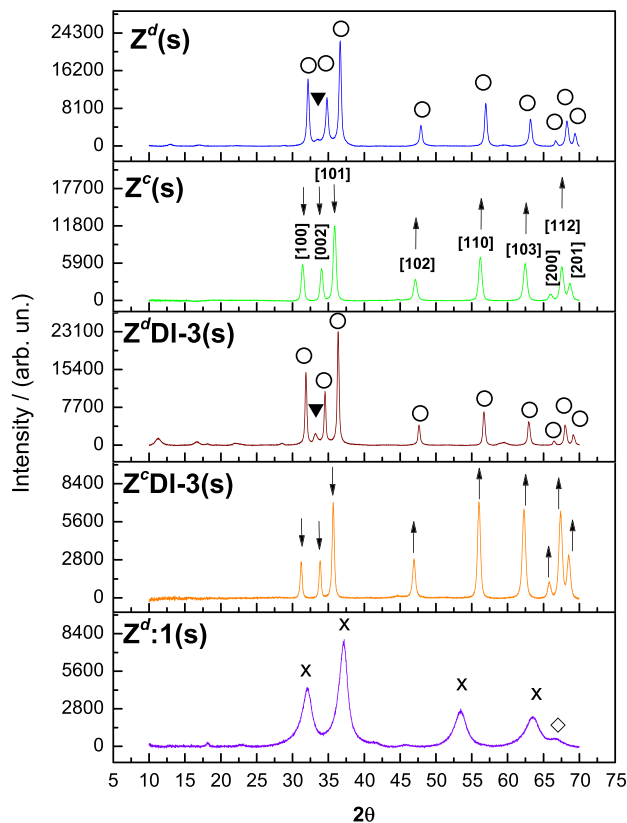 Z^d(s)
24300
16200
8100
0
Z^c(s)
[101]
17700
11800
5900
0
[100]
[002]
[102]
[110]
[103]
[112]
[200]
[201]
Z^dDI-3(s)
23100
15400
7700
0
Z^cDI-3(s)
8400
5600
2800
0
Z^d:1(s)
x
x
x
x
8400
5600
2800
0
5 10 15 20 25 30 35 40 45 50 55 60 65 70 75
2θ
Intensity / (arb. un.)